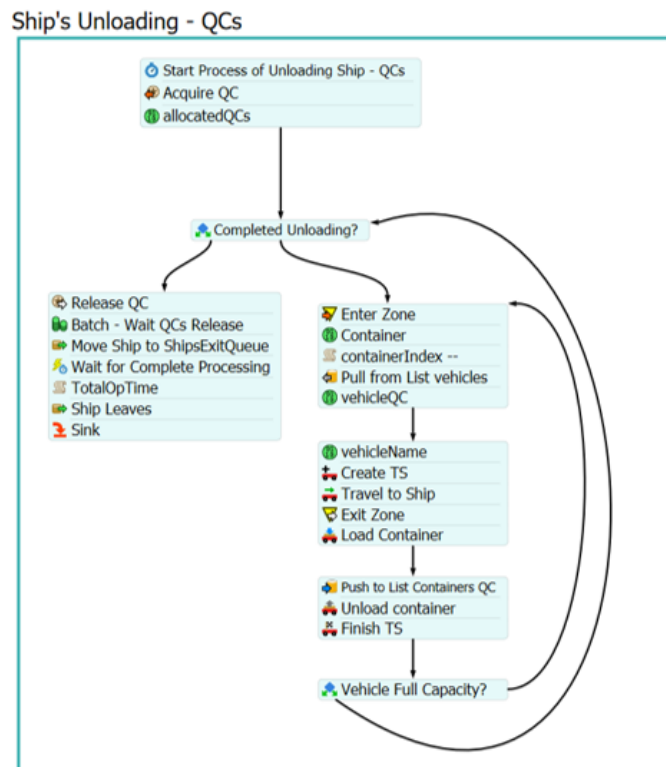 Ship's Unloading - QCs
Start Process of Unloading Ship - QCs
Acquire QC
allocatedQCs
Completed Unloading?
Release QC
Batch - Wait QCs Release
Move Ship to ShipsExitQueue
Wait for Complete Processing
TotalOpTime
Ship Leaves
Sink
Enter Zone
Container
containerIndex --
Pull from List vehicles
vehicleQC
vehicleName
Create TS
Travel to Ship
Exit Zone
Load Container
Push to List Containers QC
Unload container
Finish TS
Vehicle Full Capacity?